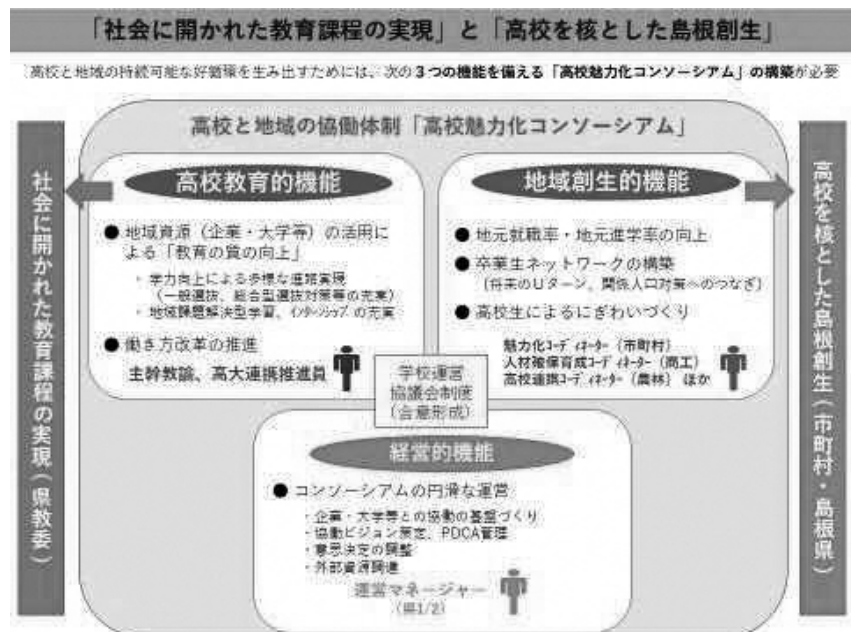 「社会に開かれた教育課程の実現」と「高校を核とした島根創生」
高校と地域の持続可能な好循環を生み出すためには、次の３つの機能を備える「高校魅力化コンソーシアム」の構築が必要
高校と地域の協働体制「高校魅力化コンソーシアム」
社会に開かれた教育課程の実現（県教委）
高校教育的機能
● 地域資源（企業・大学等）の活用に
よる「教育の質の向上」
・学力向上による多様な進路実現
（一般選抜、総合型選抜対策等の充実）
・地域課題解決型学習、ｲﾝﾀｰﾝｼｯﾌﾟの充実
● 働き方改革の推進
主幹教諭、高大連携推進員
地域創生的機能
● 地元就職率・地元進学率の向上
● 卒業生ネットワークの構築
(将来のUターン、関係人口対策へのつなぎ)
● 高校生によるにぎわいづくり
魅力化ｺｰﾃﾞｨﾈｰﾀｰ（市町村）
人材確保育成ｺｰﾃﾞｨﾈｰﾀｰ（商工）
高校連携ｺｰﾃﾞｨﾈｰﾀｰ（農林）ほか
高校を核とした島根創生（市町村・島根県）
学校運営
協議会制度
(合意形成)
経営的機能
● コンソーシアムの円滑な運営
・企業・大学等との協働の基盤づくり
・協働ビジョン策定、PDCA管理
・意思決定の調整
・外部資源調達
運営マネージャー
(県1/2)